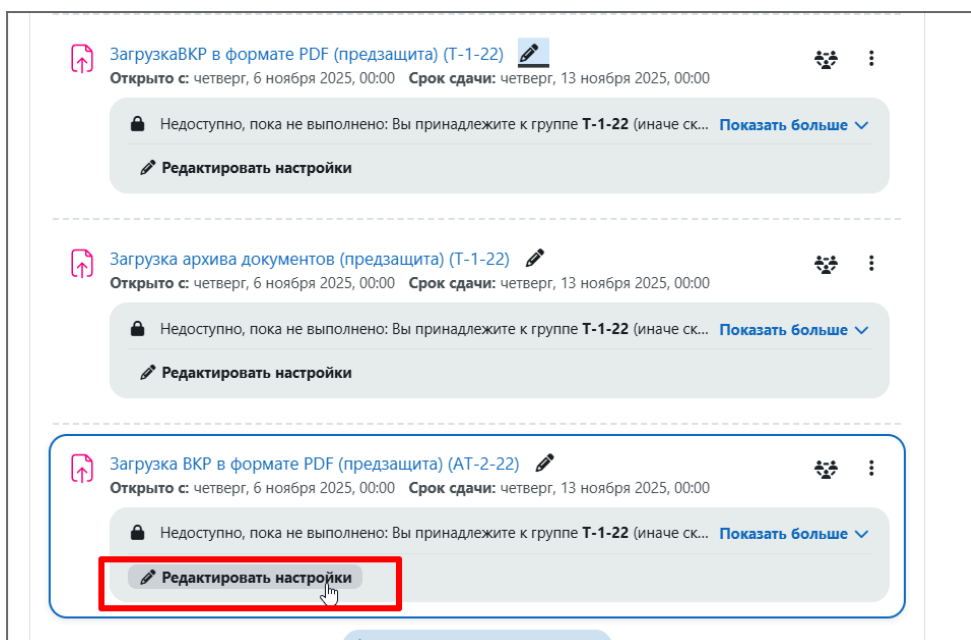 ЗагрузкаВКР в формате PDF (предзащита) (Т-1-22)
Открыто с: четверг, 6 ноября 2025, 00:00 Срок сдачи: четверг, 13 ноября 2025, 00:00
Недоступно, пока не выполнено: Вы принадлежите к группе Т-1-22 (иначе ск... Показать больше
Редактировать настройки
Загрузка архива документов (предзащита) (Т-1-22)
Открыто с: четверг, 6 ноября 2025, 00:00 Срок сдачи: четверг, 13 ноября 2025, 00:00
Недоступно, пока не выполнено: Вы принадлежите к группе Т-1-22 (иначе ск... Показать больше
Редактировать настройки
Загрузка ВКР в формате PDF (предзащита) (АТ-2-22)
Открыто с: четверг, 6 ноября 2025, 00:00 Срок сдачи: четверг, 13 ноября 2025, 00:00
Недоступно, пока не выполнено: Вы принадлежите к группе Т-1-22 (иначе ск... Показать больше
Редактировать настройки